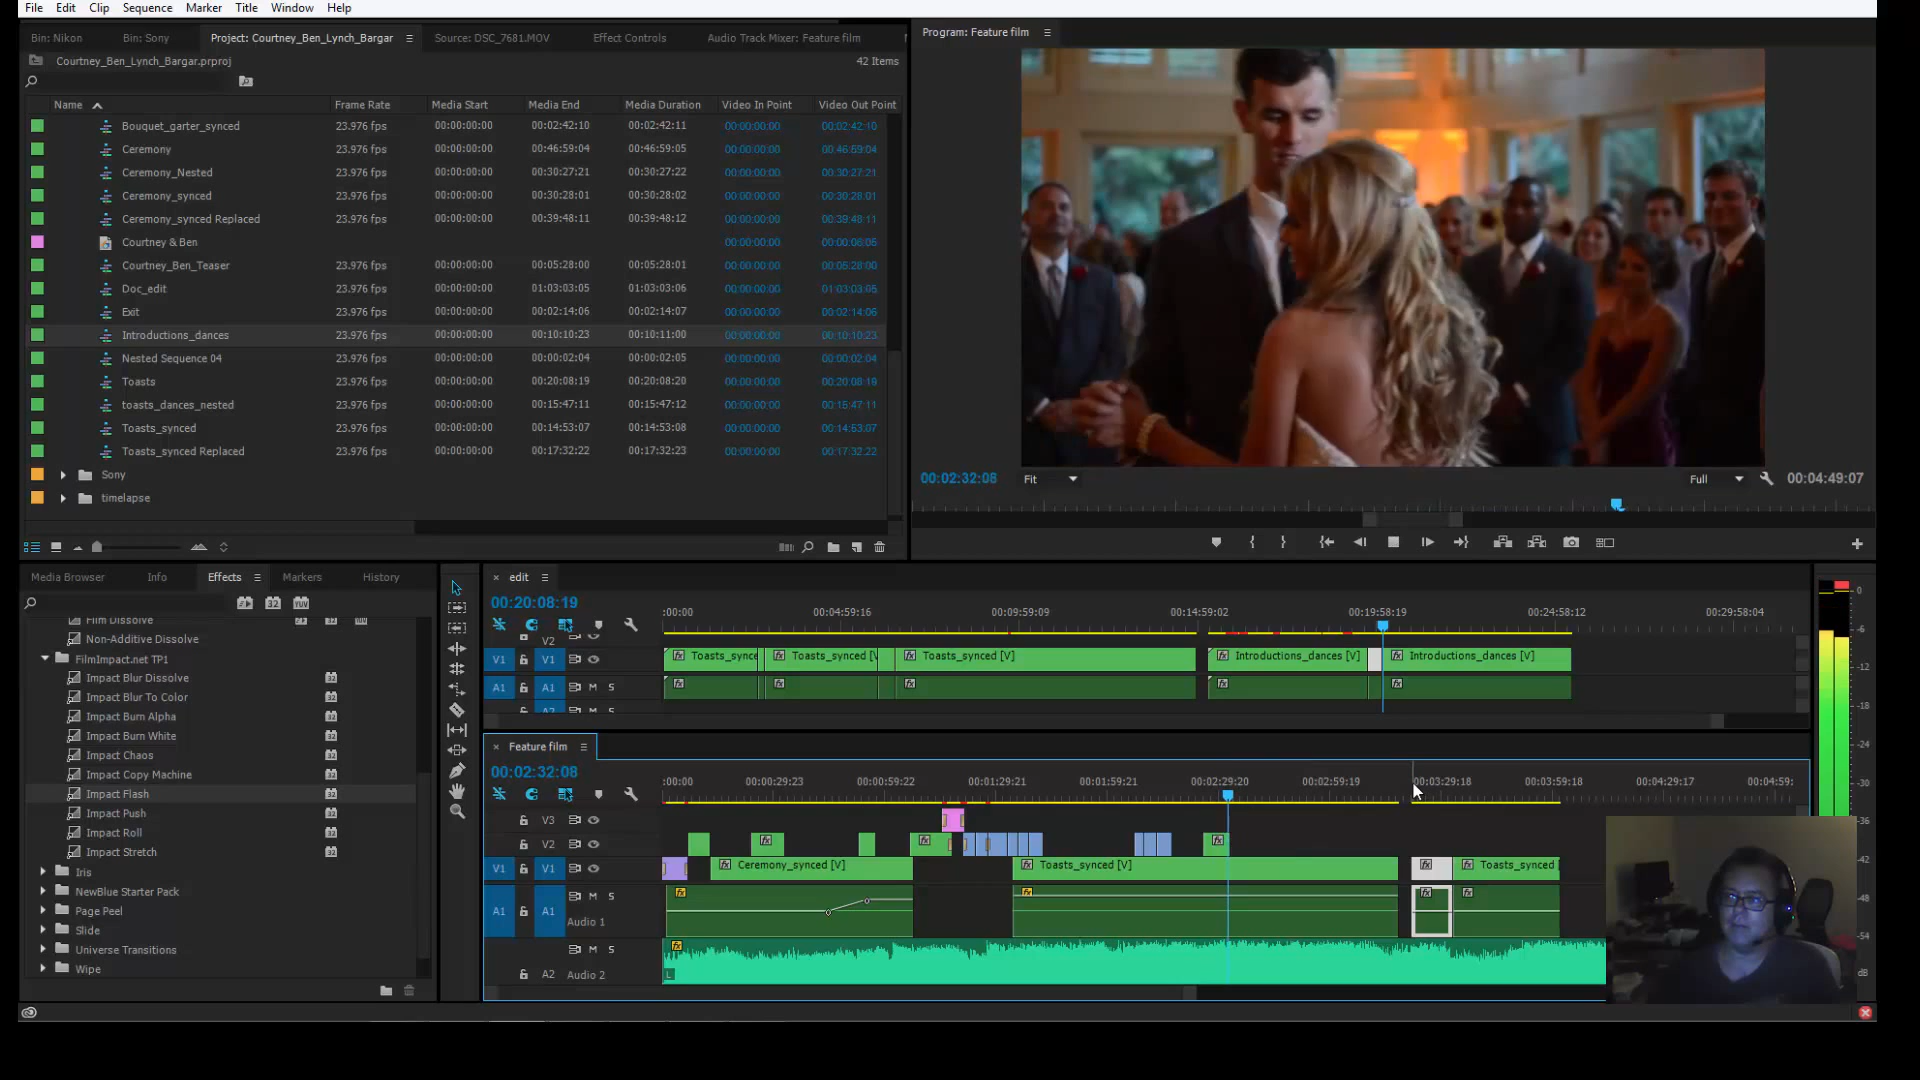 File Edit Clip Sequence Marker Title Window Help
Bin: Nikon Bin: Sony Project: Courtney_Ben_Lynch_Bargar Source: DSC_7681.MOV Effect Controls Audio Track Mixer: Feature film
Program: Feature film
Courtney_Ben_Lynch_Bargar.prproj 42 Items
Name Frame Rate Media Start Media End Media Duration Video In Point Video Out Point
Bouquet_garter_synced 23.976 fps 00:00:00:00 00:02:42:10 00:02:42:11 00:00:00:00 00:02:42:10
Ceremony 23.976 fps 00:00:00:00 00:46:59:04 00:46:59:05 00:00:00:00 00:46:59:04
Ceremony_Nested 23.976 fps 00:00:00:00 00:30:27:21 00:30:27:22 00:00:00:00 00:30:27:21
Ceremony_synced 23.976 fps 00:00:00:00 00:30:28:01 00:30:28:02 00:00:00:00 00:30:28:01
Ceremony_synced Replaced 23.976 fps 00:00:00:00 00:39:48:11 00:39:48:12 00:00:00:00 00:39:48:11
Courtney & Ben 00:00:00:00 00:00:06:05
Courtney_Ben_Teaser 23.976 fps 00:00:00:00 00:05:28:00 00:05:28:01 00:00:00:00 00:05:28:00
Doc_edit 23.976 fps 00:00:00:00 01:03:03:05 01:03:03:06 00:00:00:00 01:03:03:05
Exit 23.976 fps 00:00:00:00 00:02:14:06 00:02:14:07 00:00:00:00 00:02:14:06
Introductions_dances 23.976 fps 00:00:00:00 00:10:10:23 00:10:11:00 00:00:00:00 00:10:10:23
Nested Sequence 04 23.976 fps 00:00:00:00 00:00:02:04 00:00:02:05 00:00:00:00 00:00:02:04
Toasts 23.976 fps 00:00:00:00 00:20:08:19 00:20:08:20 00:00:00:00 00:20:08:19
toasts_dances_nested 23.976 fps 00:00:00:00 00:15:47:11 00:15:47:12 00:00:00:00 00:15:47:11
Toasts_synced 23.976 fps 00:00:00:00 00:14:53:07 00:14:53:08 00:00:00:00 00:14:53:07
Toasts_synced Replaced 23.976 fps 00:00:00:00 00:17:32:22 00:17:32:23 00:00:00:00 00:17:32:22
Sony
timelapse
00:02:32:08 Fit Full 00:04:49:07
Media Browser Info Effects Markers History
Film Dissolve
Non-Additive Dissolve
FilmImpact.net TP1
Impact Blur Dissolve 32
Impact Blur To Color 32
Impact Burn Alpha 32
Impact Burn White 32
Impact Chaos 32
Impact Copy Machine 32
Impact Flash 32
Impact Push 32
Impact Roll 32
Impact Stretch 32
Iris
NewBlue Starter Pack
Page Peel
Slide
Universe Transitions
Wipe
edit
00:20:08:19
:00:00 00:04:59:16 00:09:59:09 00:14:59:02 00:19:58:19 00:24:58:12 00:29:58:04
V2
V1 V1 Toasts_synce Toasts_synced [V Toasts_synced [V] Introductions_dances [V] Introductions_dances [V]
A1 A1 M S
Feature film
00:02:32:08
:00:00 00:00:29:23 00:00:59:22 00:01:29:21 00:01:59:21 00:02:29:20 00:02:59:19 00:03:29:18 00:03:59:18 00:04:29:17 00:04:59:
V3
V2
V1 V1 Ceremony_synced [V] Toasts_synced [V] Toasts_synced [
M S
A1 A1 Audio 1
M S
A2 Audio 2
L
0
-6
-12
-18
-24
-30
-36
-42
-48
-54
dB